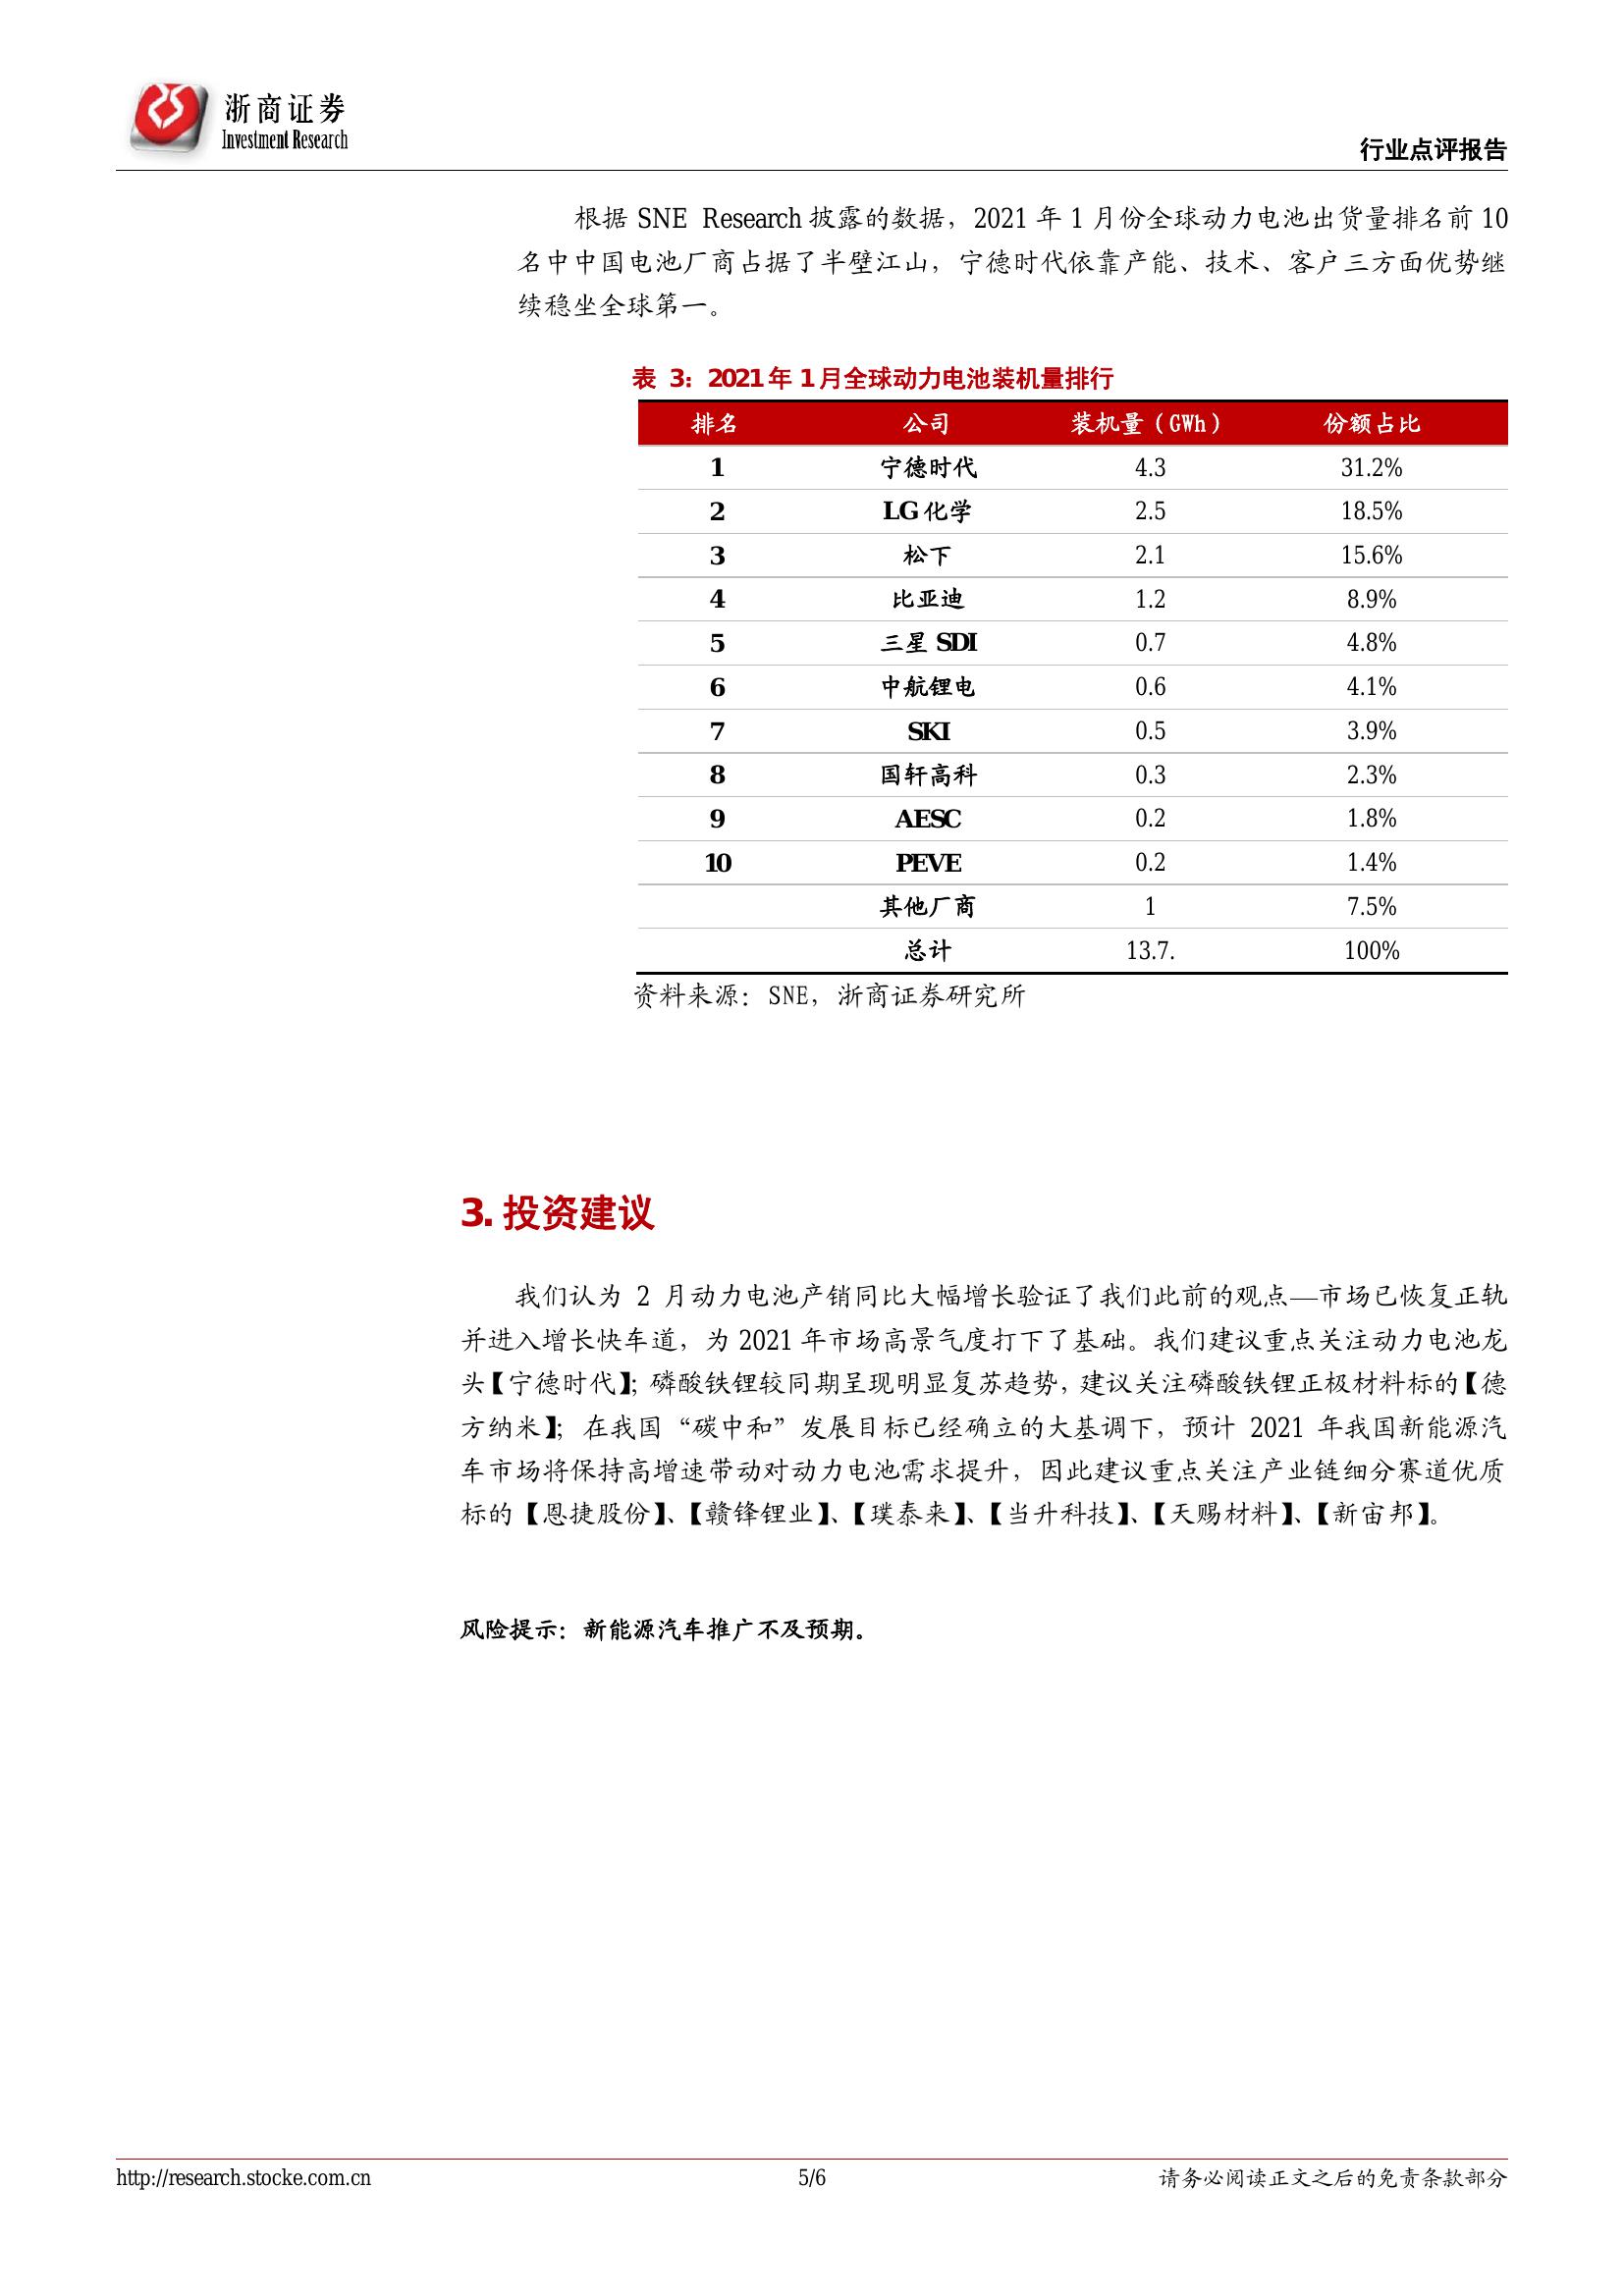 浙商证券
Investment Research
行业点评报告
根据 SNE Research 披露的数据，2021 年 1 月份全球动力电池出货量排名前 10
名中中国电池厂商占据了半壁江山，宁德时代依靠产能、技术、客户三方面优势继
续稳坐全球第一。
表 3：2021 年 1 月全球动力电池装机量排行
排名 公司 装机量（GWh） 份额占比
1 宁德时代 4.3 31.2%
2 LG 化学 2.5 18.5%
3 松下 2.1 15.6%
4 比亚迪 1.2 8.9%
5 三星 SDI 0.7 4.8%
6 中航锂电 0.6 4.1%
7 SKI 0.5 3.9%
8 国轩高科 0.3 2.3%
9 AESC 0.2 1.8%
10 PEVE 0.2 1.4%
其他厂商 1 7.5%
总计 13.7. 100%
资料来源：SNE，浙商证券研究所
3. 投资建议
我们认为 2 月动力电池产销同比大幅增长验证了我们此前的观点—市场已恢复正轨
并进入增长快车道，为 2021 年市场高景气度打下了基础。我们建议重点关注动力电池龙
头【宁德时代】；磷酸铁锂较同期呈现明显复苏趋势，建议关注磷酸铁锂正极材料标的【德
方纳米】；在我国“碳中和”发展目标已经确立的大基调下，预计 2021 年我国新能源汽
车市场将保持高增速带动对动力电池需求提升，因此建议重点关注产业链细分赛道优质
标的【恩捷股份】、【赣锋锂业】、【璞泰来】、【当升科技】、【天赐材料】、【新宙邦】。
风险提示：新能源汽车推广不及预期。
http://research.stocke.com.cn 5/6 请务必阅读正文之后的免责条款部分